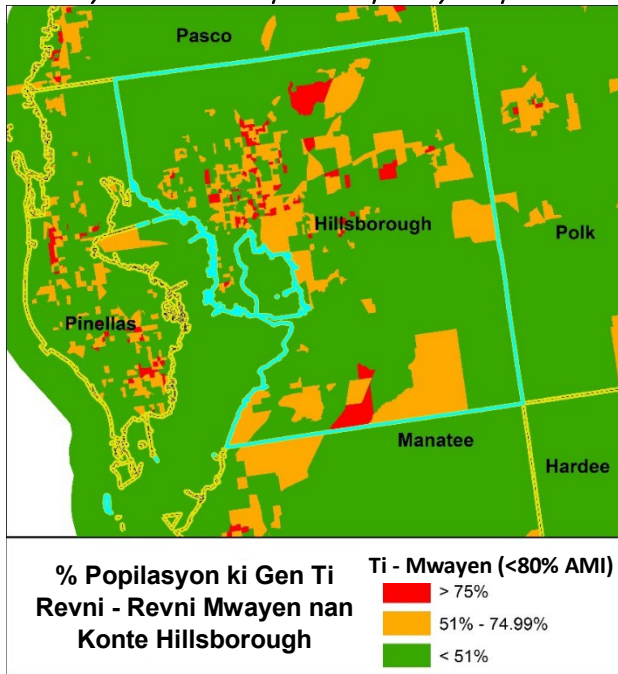 Pasco
Hillsborough
Polk
Pinellas
Manatee
Hardee
% Popilasyon ki Gen Ti
Revni - Revni Mwayen nan
Konte Hillsborough
Ti - Mwayen (<80% AMI)
> 75%
51% - 74.99%
< 51%